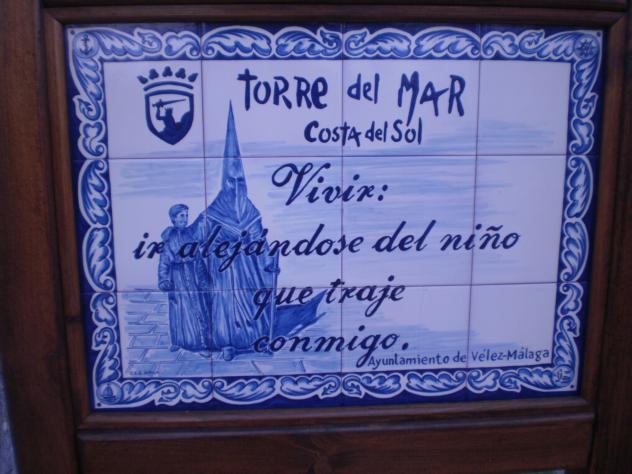 TORRe del MAR
Costa del Sol
Vivir:
ir alejándose del niño
que traje
conmigo.
Ayuntamiento de Vélez-Málaga